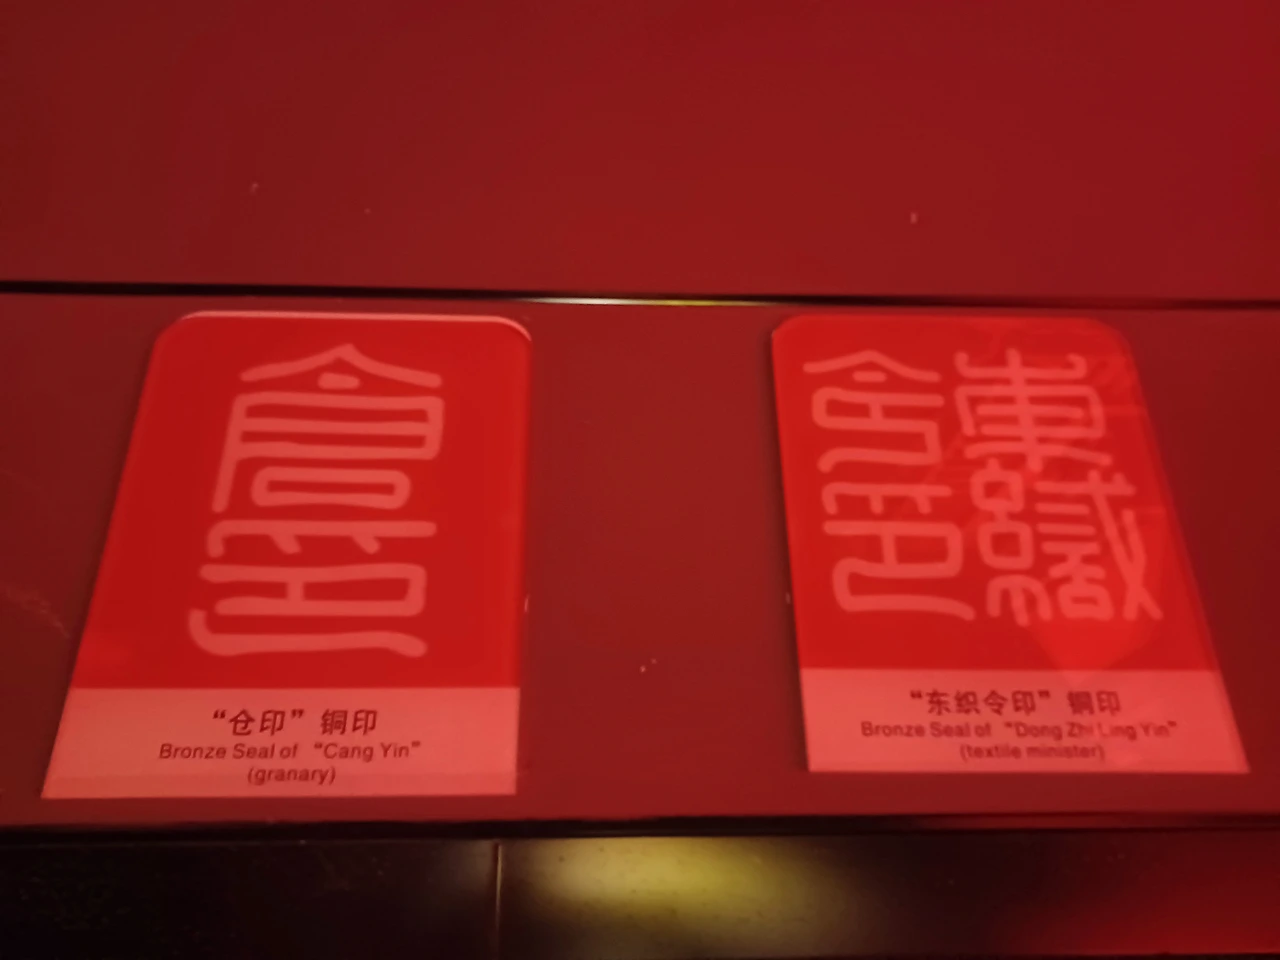 倉印
“仓印”铜印
Bronze Seal of “Cang Yin”
(granary)
東織
令印
“东织令印”铜印
Bronze Seal of “Dong Zhi Ling Yin”
(textile minister)